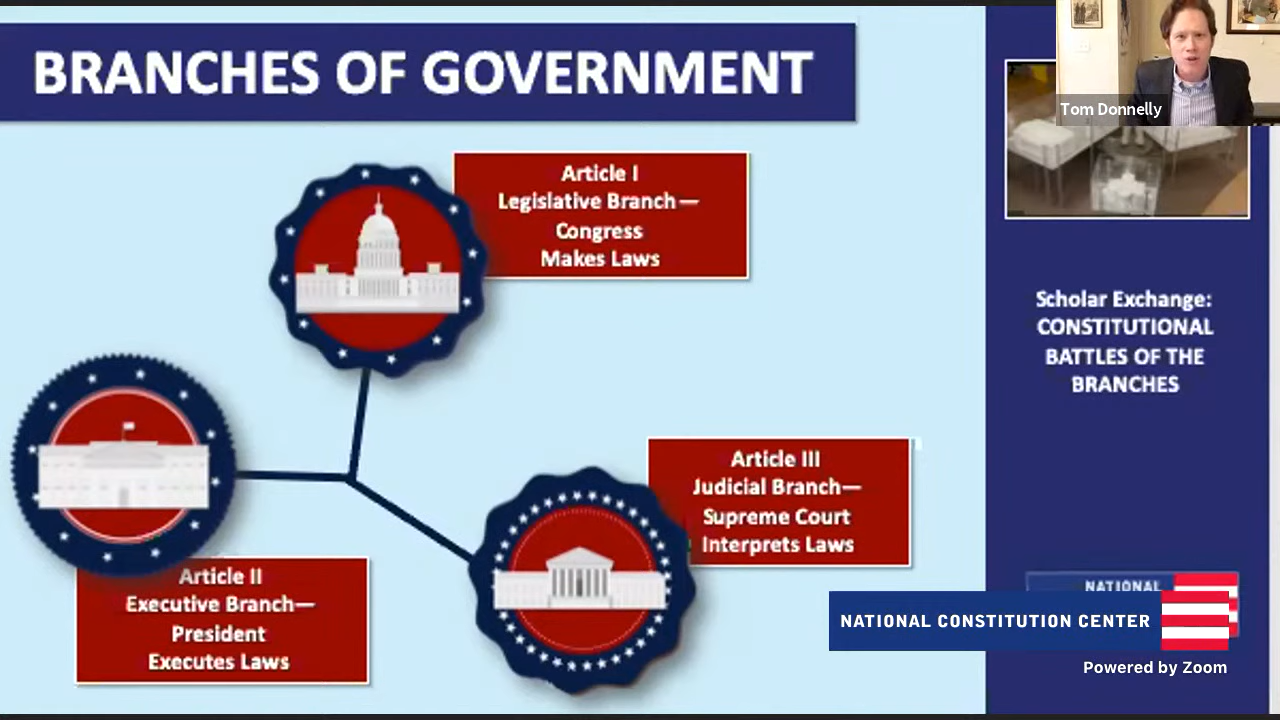 BRANCHES OF GOVERNMENT
Tom Donnelly
Article I
Legislative Branch—
Congress
Makes Laws
Scholar Exchange:
CONSTITUTIONAL
BATTLES OF THE
BRANCHES
Article III
Judicial Branch—
Supreme Court
Interprets Laws
Article II
Executive Branch—
President
Executes Laws
NATIONAL
NATIONAL CONSTITUTION CENTER
Powered by Zoom